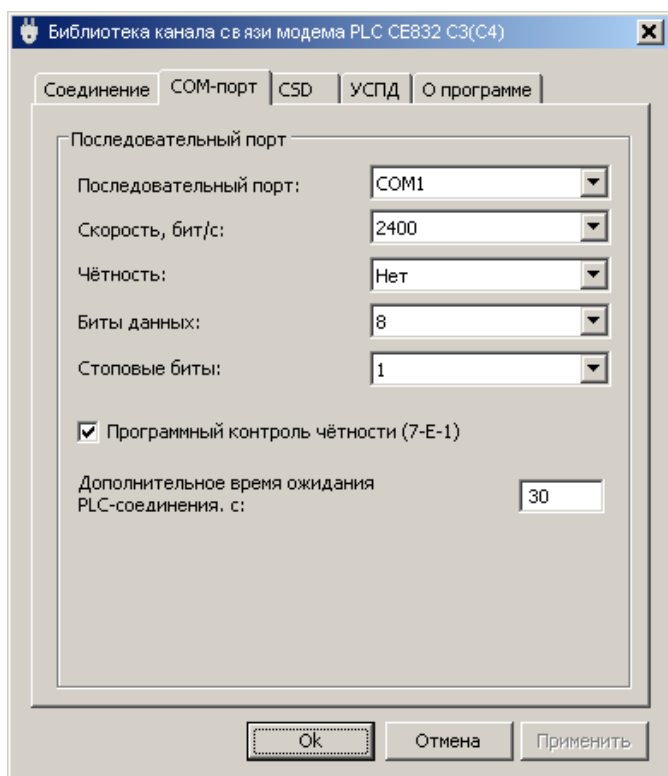 Библиотека канала связи модема PLC CE832 C3(C4)
Соединение COM-порт CSD УСПД О программе
Последовательный порт
Последовательный порт: COM1
Скорость, бит/с: 2400
Чётность: Нет
Биты данных: 8
Стоповые биты: 1
Программный контроль чётности (7-E-1)
Дополнительное время ожидания
PLC-соединения, с: 30
Ok Отмена Применить